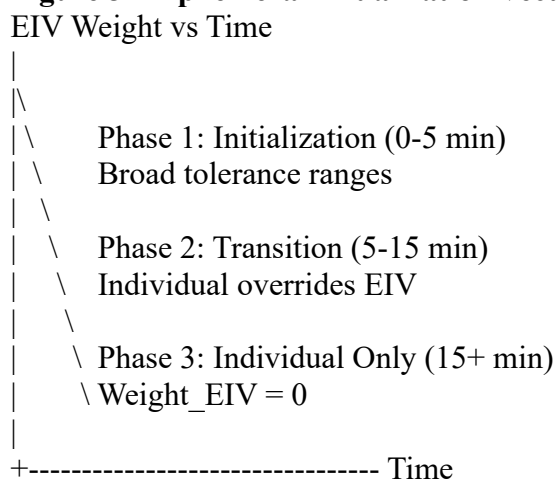 EIV Weight vs Time
|
|\
| \ Phase 1: Initialization (0-5 min)
|  \ Broad tolerance ranges
|   \
|    \ Phase 2: Transition (5-15 min)
|     \ Individual overrides EIV
|      \
|       \ Phase 3: Individual Only (15+ min)
|        \ Weight_EIV = 0
|
+-------------------------------- Time